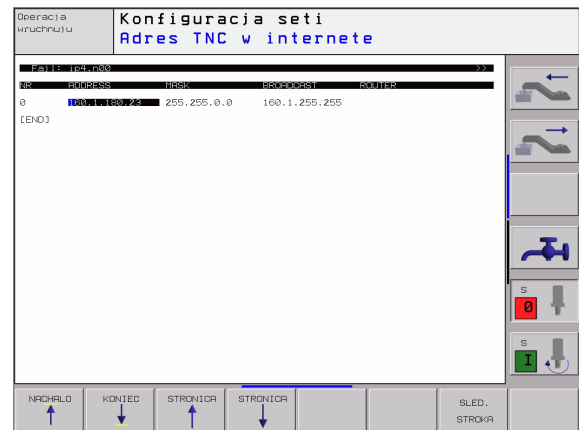 Operacja
wruchnuju
Konfiguracja seti
Adres TNC w internete
Fajl: ip4.n00 >>
NR ADDRESS MASK BROADCAST ROUTER
0 160.1.180.23 255.255.0.0 160.1.255.255
[END]
S
0
S
I
NACHALO KONIEC STRONICA STRONICA SLED.
STROKA